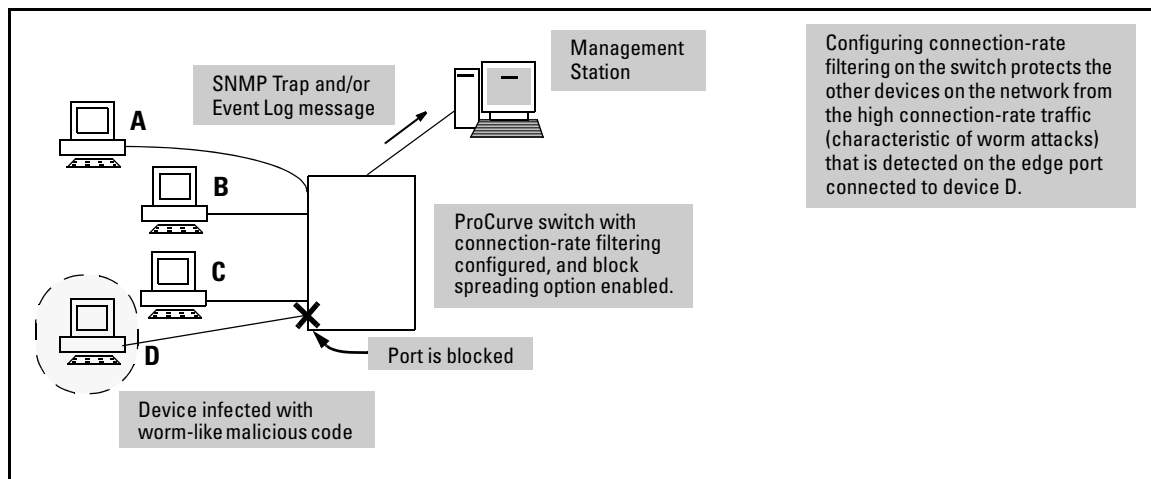 Management
Station
SNMP Trap and/or
Event Log message
A
B
C
D
ProCurve switch with
connection-rate filtering
configured, and block
spreading option enabled.
Port is blocked
Device infected with
worm-like malicious code
Configuring connection-rate
filtering on the switch protects the
other devices on the network from
the high connection-rate traffic
(characteristic of worm attacks)
that is detected on the edge port
connected to device D.